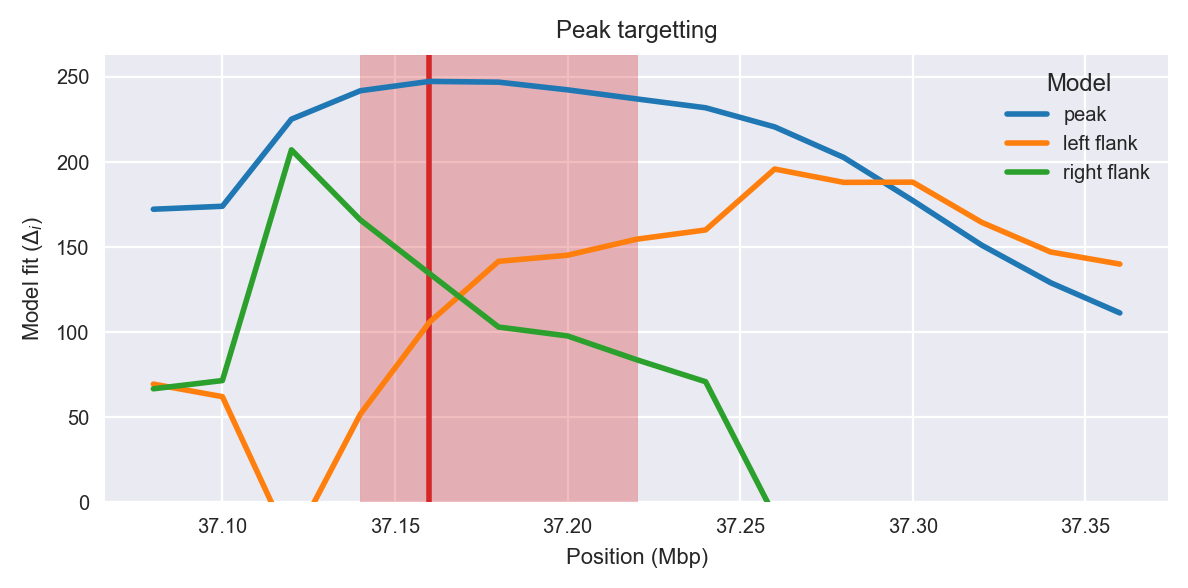 Peak targetting
Model fit (Δi)
250
200
150
100
50
0
Model
peak
left flank
right flank
37.10
37.15
37.20
37.25
37.30
37.35
Position (Mbp)